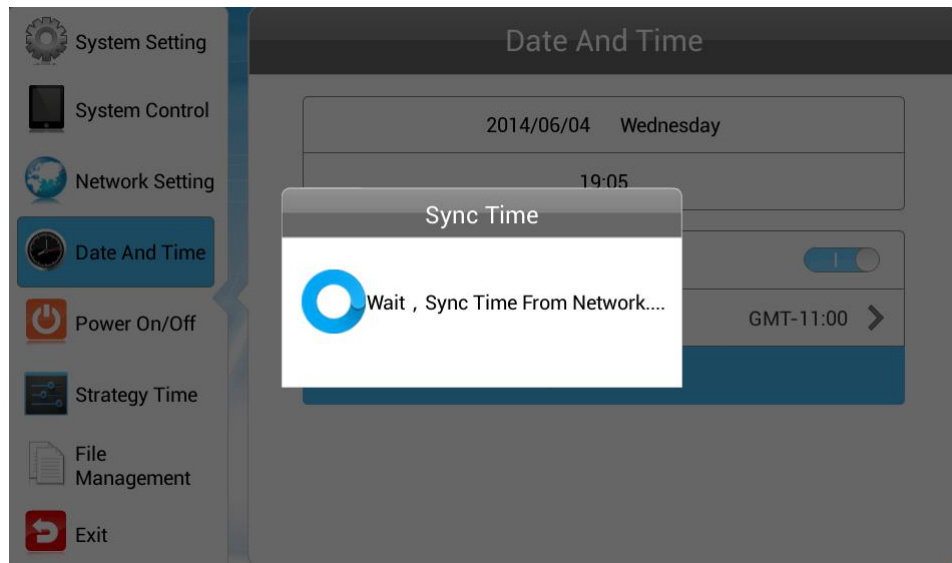 System Setting
System Control
Network Setting
Date And Time
Power On/Off
Strategy Time
File
Management
Exit
Date And Time
2014/06/04 Wednesday
19:05
Sync Time
Wait , Sync Time From Network....
GMT-11:00